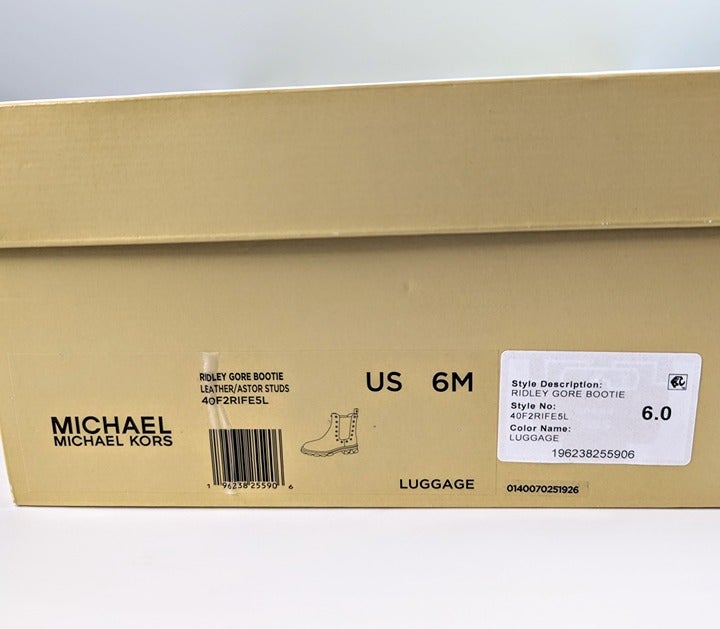 MICHAEL
MICHAEL KORS
RIDLEY GORE BOOTIE
LEATHER/ASTOR STUDS
40F2RIFE5L
1 96238 25590 6
US 6M
LUGGAGE
Style Description:
RIDLEY GORE BOOTIE
Style No:
40F2RIFE5L
6.0
Color Name:
LUGGAGE
196238255906
0140070251926